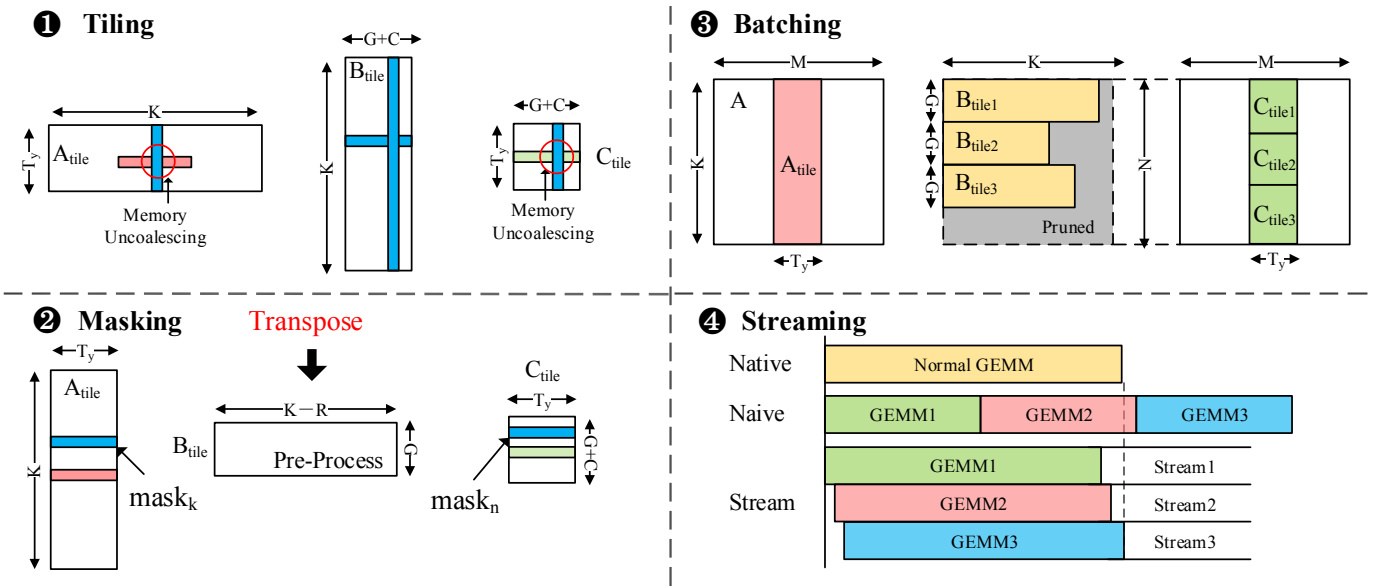 ❶ Tiling
G+C
B_tile
K
K
A_tile
T_y
Memory
Uncoalescing
G+C
T_y
C_tile
Memory
Uncoalescing
❸ Batching
M
K
M
A
K
A_tile
G
B_tile1
G
B_tile2
G
B_tile3
Pruned
N
C_tile1
C_tile2
C_tile3
T_y
T_y
❷ Masking
Transpose
T_y
A_tile
K
mask_k
K－R
B_tile
Pre-Process
G
C_tile
T_y
G+C
mask_n
❹ Streaming
Native
Normal GEMM
Naive
GEMM1
GEMM2
GEMM3
Stream
GEMM1
Stream1
GEMM2
Stream2
GEMM3
Stream3